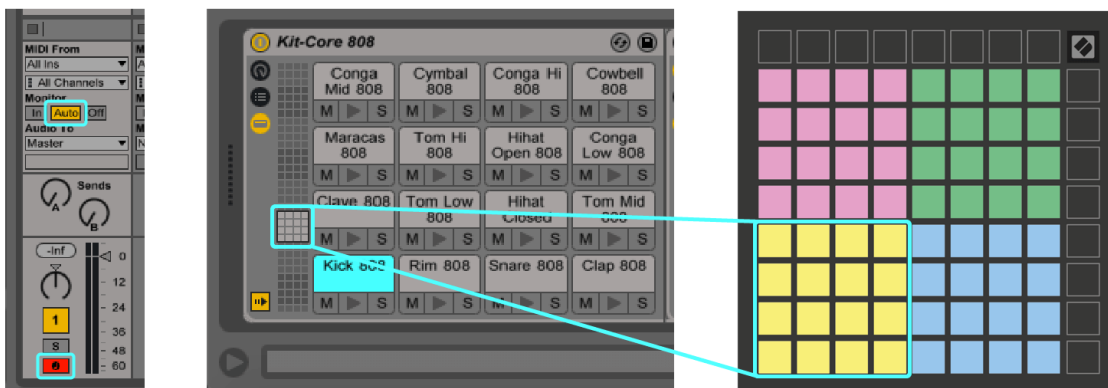 MIDI From
All Ins
All Channels
Monitor
In Auto Off
Audio To
Master
Sends
A
B
-Inf
0
12
24
36
48
60
1
S
Kit-Core 808
Conga Mid 808
Cymbal 808
Conga Hi 808
Cowbell 808
M S M S M S M S
Maracas 808
Tom Hi 808
Hihat Open 808
Conga Low 808
M S M S M S M S
Clave 808
Tom Low 808
Hihat Closed
Tom Mid 808
M S M S M S M S
Kick 808
Rim 808
Snare 808
Clap 808
M S M S M S M S